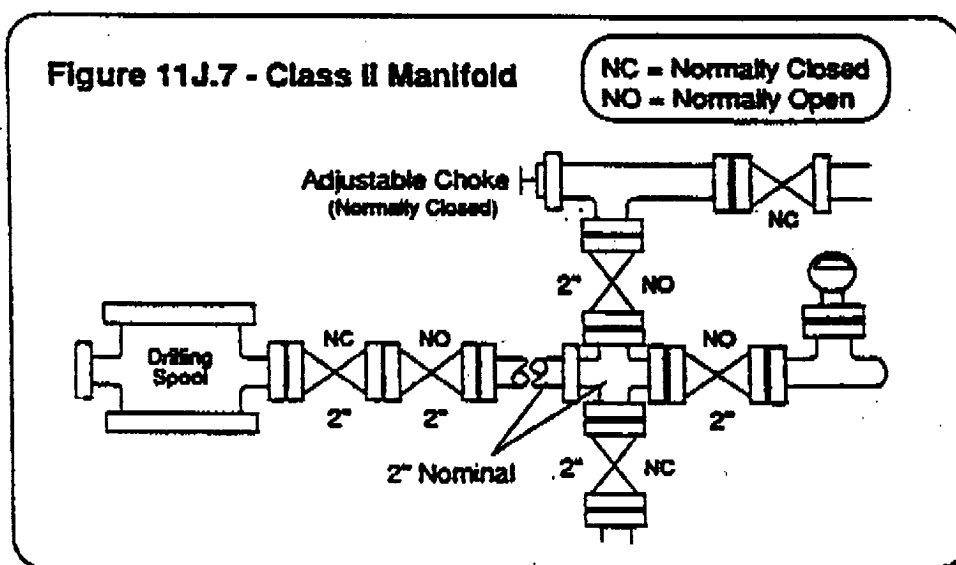 Figure 11J.7 - Class II Manifold
NC = Normally Closed
NO = Normally Open
Adjustable Choke
(Normally Closed)
NC
2" NO
NC NO NO
Drilling
Spool
2" 2" 2"
2" Nominal
2" NC